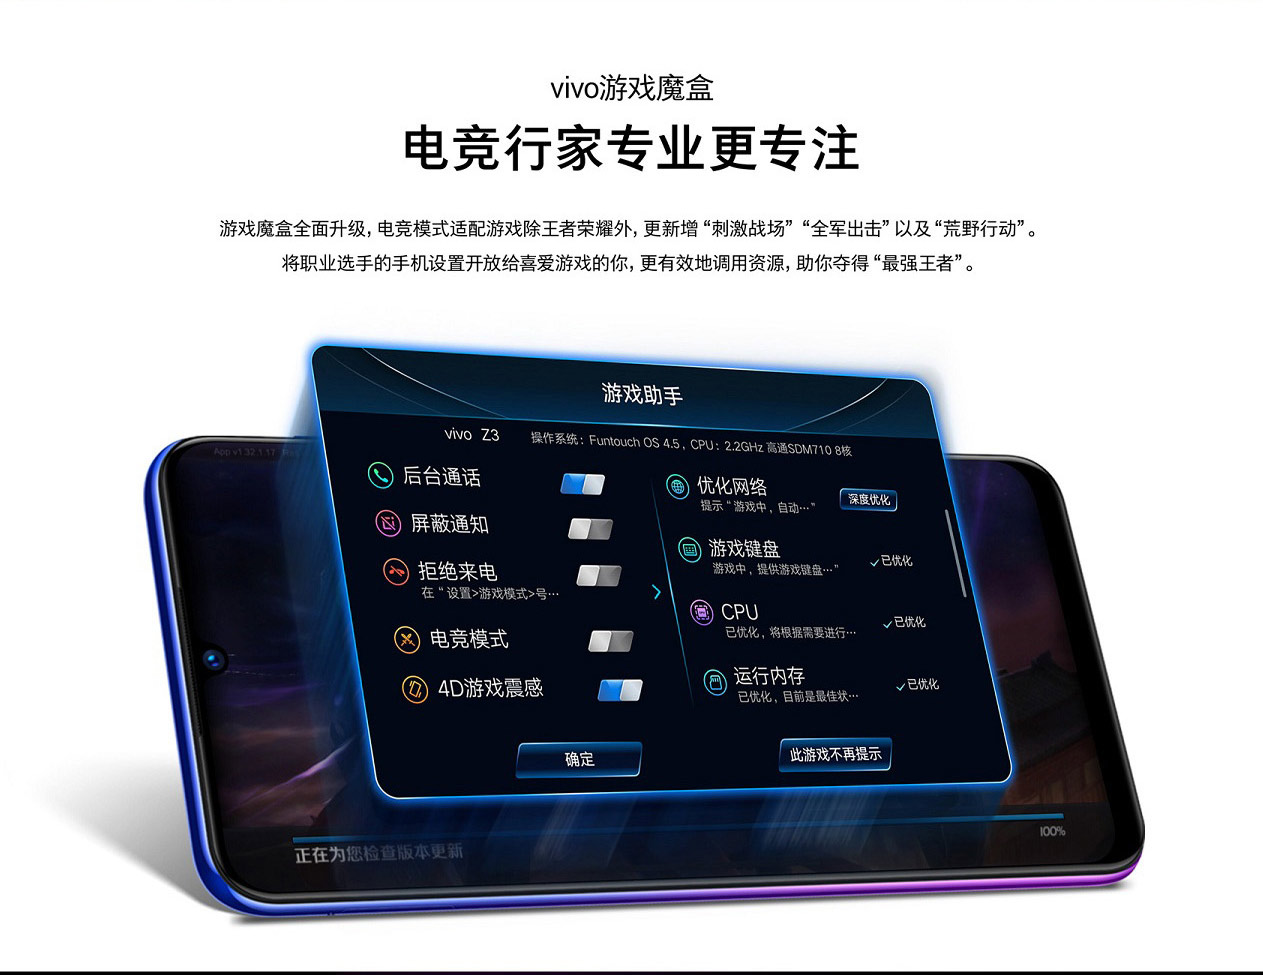 vivo游戏魔盒
电竞行家专业更专注
游戏魔盒全面升级，电竞模式适配游戏除王者荣耀外，更新增“刺激战场”“全军出击”以及“荒野行动”。
将职业选手的手机设置开放给喜爱游戏的你，更有效地调用资源，助你夺得“最强王者”。
游戏助手
vivo Z3 操作系统：Funtouch OS 4.5，CPU：2.2GHz 高通SDM710 8核
后台通话
屏蔽通知
拒绝来电
在“设置>游戏模式>号…
电竞模式
4D游戏震感
优化网络
提示“游戏中，自动…”
深度优化
游戏键盘
游戏中，提供游戏键盘…”
已优化
CPU
已优化，将根据需要进行…
已优化
运行内存
已优化，目前是最佳状…
已优化
确定
此游戏不再提示
App v1.32.1.17
100%
正在为您检查版本更新